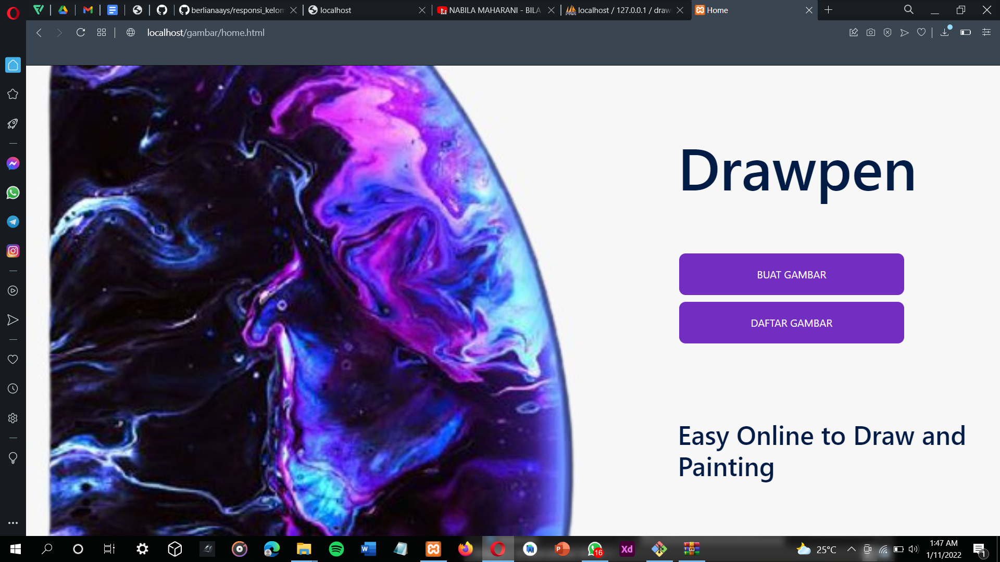 berlianaays/responsi_kelom
localhost
NABILA MAHARANI - BILA
localhost / 127.0.0.1 / draw
Home
localhost/gambar/home.html
Drawpen
BUAT GAMBAR
DAFTAR GAMBAR
Easy Online to Draw and
Painting
16
Xd
25°C
1:47 AM
1/11/2022
1